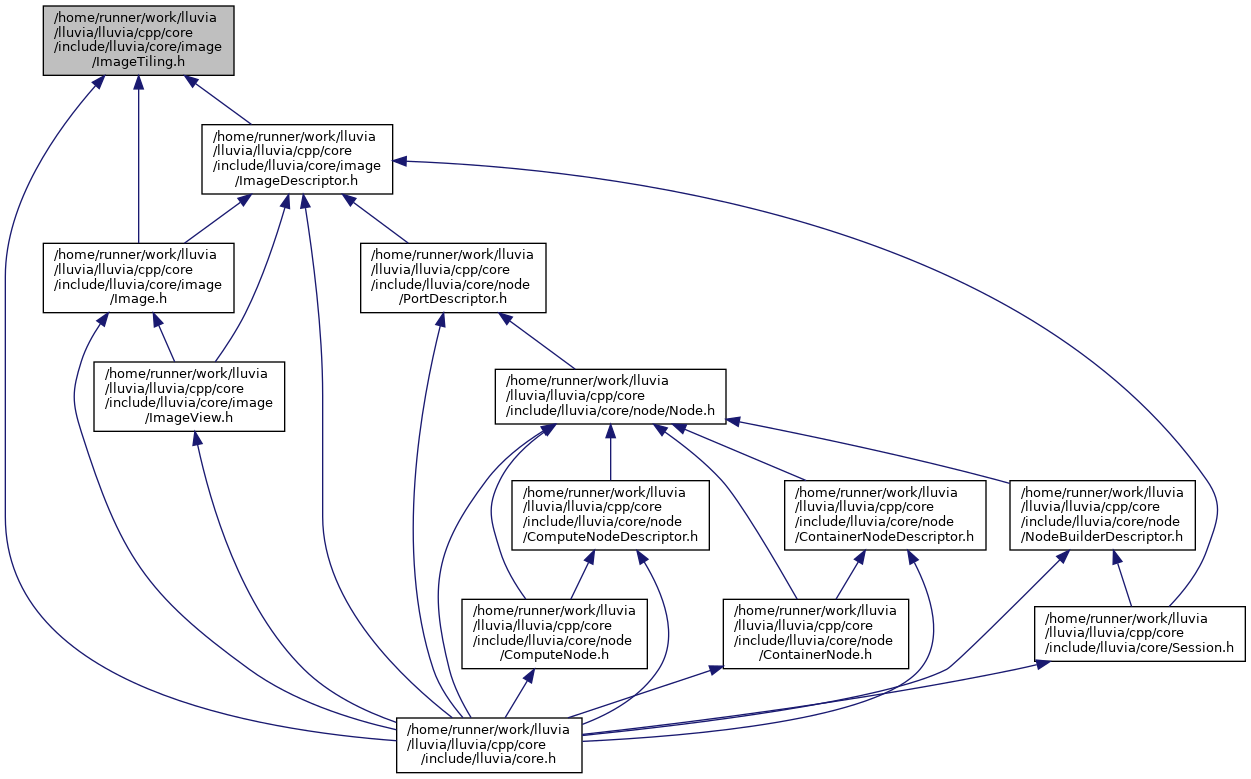 /home/runner/work/lluvia
/lluvia/lluvia/cpp/core
/include/lluvia/core/image
/ImageTiling.h
/home/runner/work/lluvia
/lluvia/lluvia/cpp/core
/include/lluvia/core/image
/ImageDescriptor.h
/home/runner/work/lluvia
/lluvia/lluvia/cpp/core
/include/lluvia/core/image
/Image.h
/home/runner/work/lluvia
/lluvia/lluvia/cpp/core
/include/lluvia/core/node
/PortDescriptor.h
/home/runner/work/lluvia
/lluvia/lluvia/cpp/core
/include/lluvia/core/image
/ImageView.h
/home/runner/work/lluvia
/lluvia/lluvia/cpp/core
/include/lluvia/core/node/Node.h
/home/runner/work/lluvia
/lluvia/lluvia/cpp/core
/include/lluvia/core/node
/ComputeNodeDescriptor.h
/home/runner/work/lluvia
/lluvia/lluvia/cpp/core
/include/lluvia/core/node
/ContainerNodeDescriptor.h
/home/runner/work/lluvia
/lluvia/lluvia/cpp/core
/include/lluvia/core/node
/NodeBuilderDescriptor.h
/home/runner/work/lluvia
/lluvia/lluvia/cpp/core
/include/lluvia/core/node
/ComputeNode.h
/home/runner/work/lluvia
/lluvia/lluvia/cpp/core
/include/lluvia/core/node
/ContainerNode.h
/home/runner/work/lluvia
/lluvia/lluvia/cpp/core
/include/lluvia/core/Session.h
/home/runner/work/lluvia
/lluvia/lluvia/cpp/core
/include/lluvia/core.h